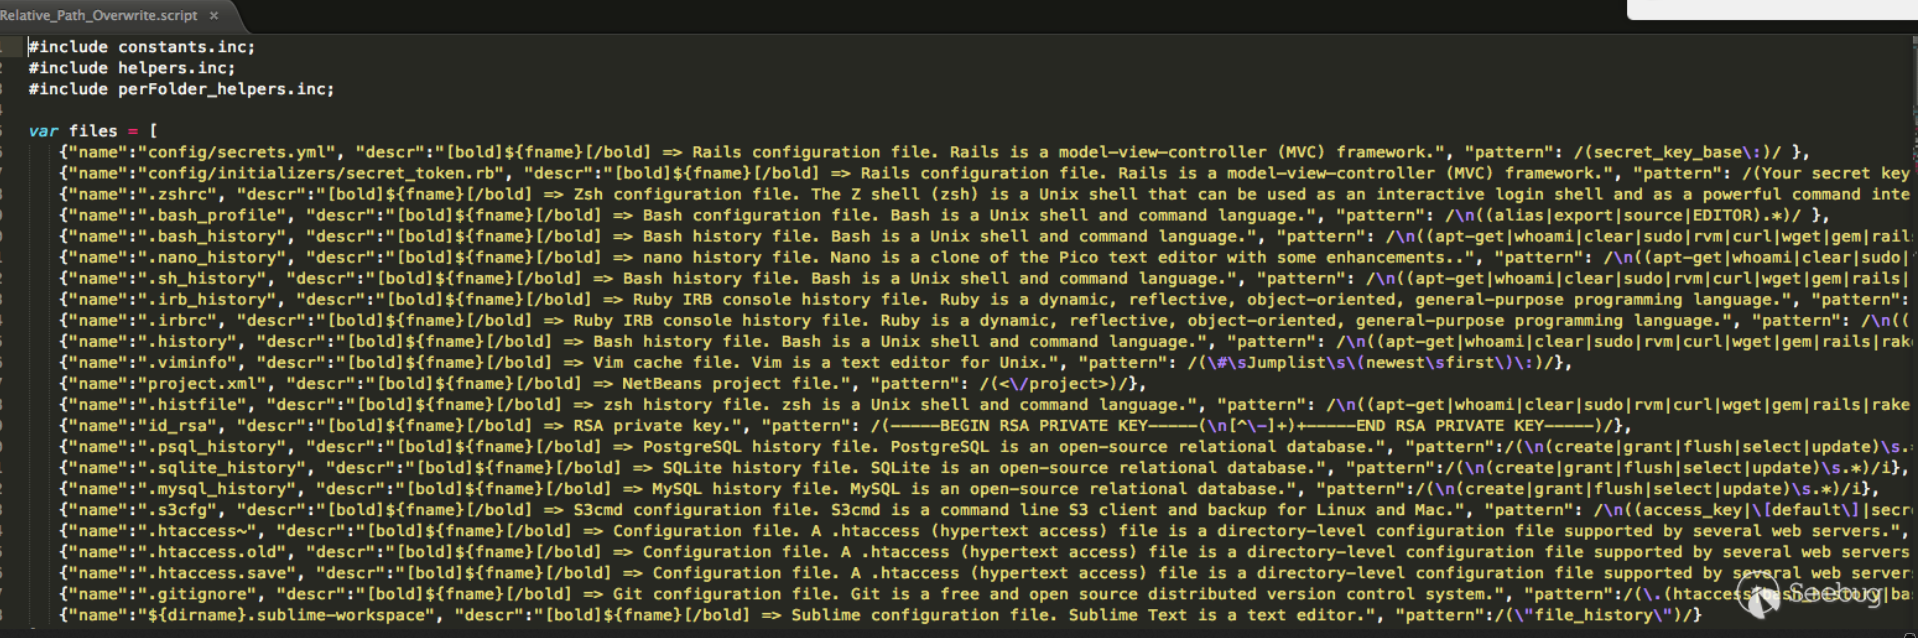 Relative_Path_Overwrite.script ×
#include constants.inc;
#include helpers.inc;
#include perFolder_helpers.inc;
var files = [
{"name":"config/secrets.yml", "descr":"[bold]${fname}[/bold] => Rails configuration file. Rails is a model–view–controller (MVC) framework.", "pattern": /(secret_key_base\:)/ },
{"name":"config/initializers/secret_token.rb", "descr":"[bold]${fname}[/bold] => Rails configuration file. Rails is a model–view–controller (MVC) framework.", "pattern": /(Your secret key
{"name":".zshrc", "descr":"[bold]${fname}[/bold] => Zsh configuration file. The Z shell (zsh) is a Unix shell that can be used as an interactive login shell and as a powerful command inte
{"name":".bash_profile", "descr":"[bold]${fname}[/bold] => Bash configuration file. Bash is a Unix shell and command language.", "pattern": /\n((alias|export|source|EDITOR).*)/ },
{"name":".bash_history", "descr":"[bold]${fname}[/bold] => Bash history file. Bash is a Unix shell and command language.", "pattern": /\n((apt-get|whoami|clear|sudo|rvm|curl|wget|gem|rail
{"name":".nano_history", "descr":"[bold]${fname}[/bold] => nano history file. Nano is a clone of the Pico text editor with some enhancements..", "pattern": /\n((apt-get|whoami|clear|sudo|
{"name":".sh_history", "descr":"[bold]${fname}[/bold] => Bash history file. Bash is a Unix shell and command language.", "pattern": /\n((apt-get|whoami|clear|sudo|rvm|curl|wget|gem|rails|
{"name":".irb_history", "descr":"[bold]${fname}[/bold] => Ruby IRB console history file. Ruby is a dynamic, reflective, object-oriented, general-purpose programming language.", "pattern":
{"name":".irbrc", "descr":"[bold]${fname}[/bold] => Ruby IRB console history file. Ruby is a dynamic, reflective, object-oriented, general-purpose programming language.", "pattern": /\n((
{"name":".history", "descr":"[bold]${fname}[/bold] => Bash history file. Bash is a Unix shell and command language.", "pattern": /\n((apt-get|whoami|clear|sudo|rvm|curl|wget|gem|rails|rak
{"name":".viminfo", "descr":"[bold]${fname}[/bold] => Vim cache file. Vim is a text editor for Unix.", "pattern": /(\#\sJumplist\s\(newest\sfirst\)\:)/},
{"name":"project.xml", "descr":"[bold]${fname}[/bold] => NetBeans project file.", "pattern": /(<\/project>)/},
{"name":".histfile", "descr":"[bold]${fname}[/bold] => zsh history file. zsh is a Unix shell and command language.", "pattern": /\n((apt-get|whoami|clear|sudo|rvm|curl|wget|gem|rails|rake
{"name":"id_rsa", "descr":"[bold]${fname}[/bold] => RSA private key.", "pattern": /(-----BEGIN RSA PRIVATE KEY-----(\n[^\-]+)+-----END RSA PRIVATE KEY-----)/},
{"name":".psql_history", "descr":"[bold]${fname}[/bold] => PostgreSQL history file. PostgreSQL is an open-source relational database.", "pattern":/(\n(create|grant|flush|select|update)\s.*
{"name":".sqlite_history", "descr":"[bold]${fname}[/bold] => SQLite history file. SQLite is an open-source relational database.", "pattern":/(\n(create|grant|flush|select|update)\s.*)/i},
{"name":".mysql_history", "descr":"[bold]${fname}[/bold] => MySQL history file. MySQL is an open-source relational database.", "pattern":/(\n(create|grant|flush|select|update)\s.*)/i},
{"name":".s3cfg", "descr":"[bold]${fname}[/bold] => S3cmd configuration file. S3cmd is a command line S3 client and backup for Linux and Mac.", "pattern": /\n((access_key|\[default\]|secr
{"name":".htaccess~", "descr":"[bold]${fname}[/bold] => Configuration file. A .htaccess (hypertext access) file is a directory-level configuration file supported by several web servers.",
{"name":".htaccess.old", "descr":"[bold]${fname}[/bold] => Configuration file. A .htaccess (hypertext access) file is a directory-level configuration file supported by several web servers
{"name":".htaccess.save", "descr":"[bold]${fname}[/bold] => Configuration file. A .htaccess (hypertext access) file is a directory-level configuration file supported by several web server
{"name":".gitignore", "descr":"[bold]${fname}[/bold] => Git configuration file. Git is a free and open source distributed version control system.", "pattern":/(\.(htaccess|bash_history|ba
{"name":"${dirname}.sublime-workspace", "descr":"[bold]${fname}[/bold] => Sublime configuration file. Sublime Text is a text editor.", "pattern":/(\"file_history\")/}
Seebug